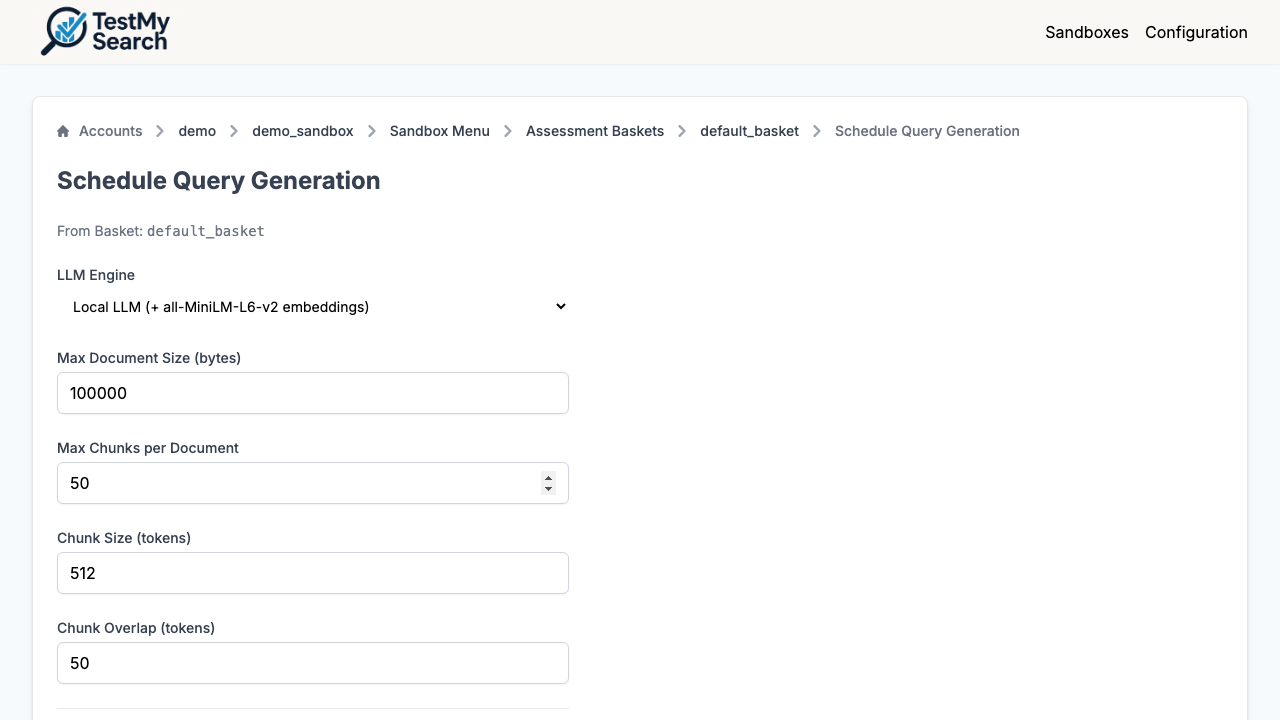 TestMy
Search
Sandboxes Configuration
Accounts demo demo_sandbox Sandbox Menu Assessment Baskets default_basket Schedule Query Generation
Schedule Query Generation
From Basket: default_basket
LLM Engine
Local LLM (+ all-MiniLM-L6-v2 embeddings)
Max Document Size (bytes)
100000
Max Chunks per Document
50
Chunk Size (tokens)
512
Chunk Overlap (tokens)
50